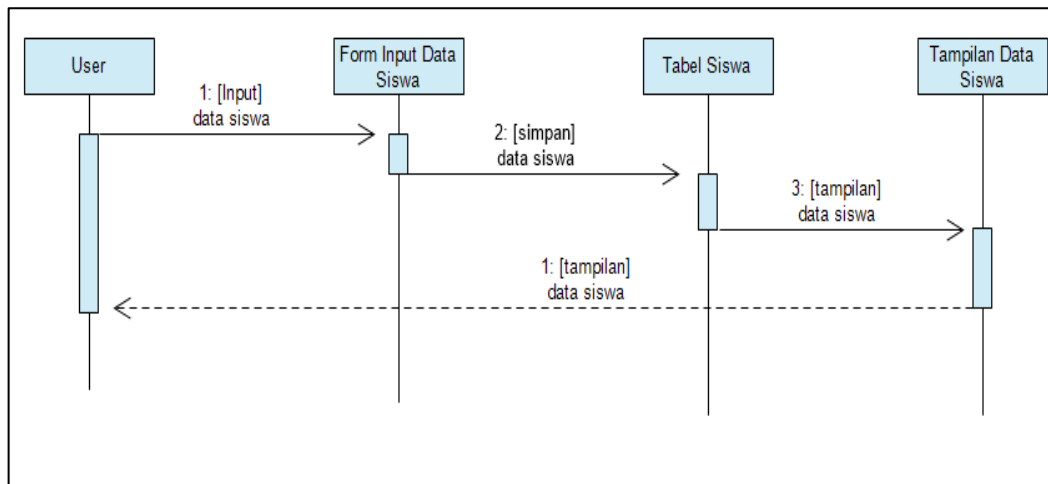 User
Form Input Data
Siswa
Tabel Siswa
Tampilan Data
Siswa
1: [Input]
data siswa
2: [simpan]
data siswa
3: [tampilan]
data siswa
1: [tampilan]
data siswa